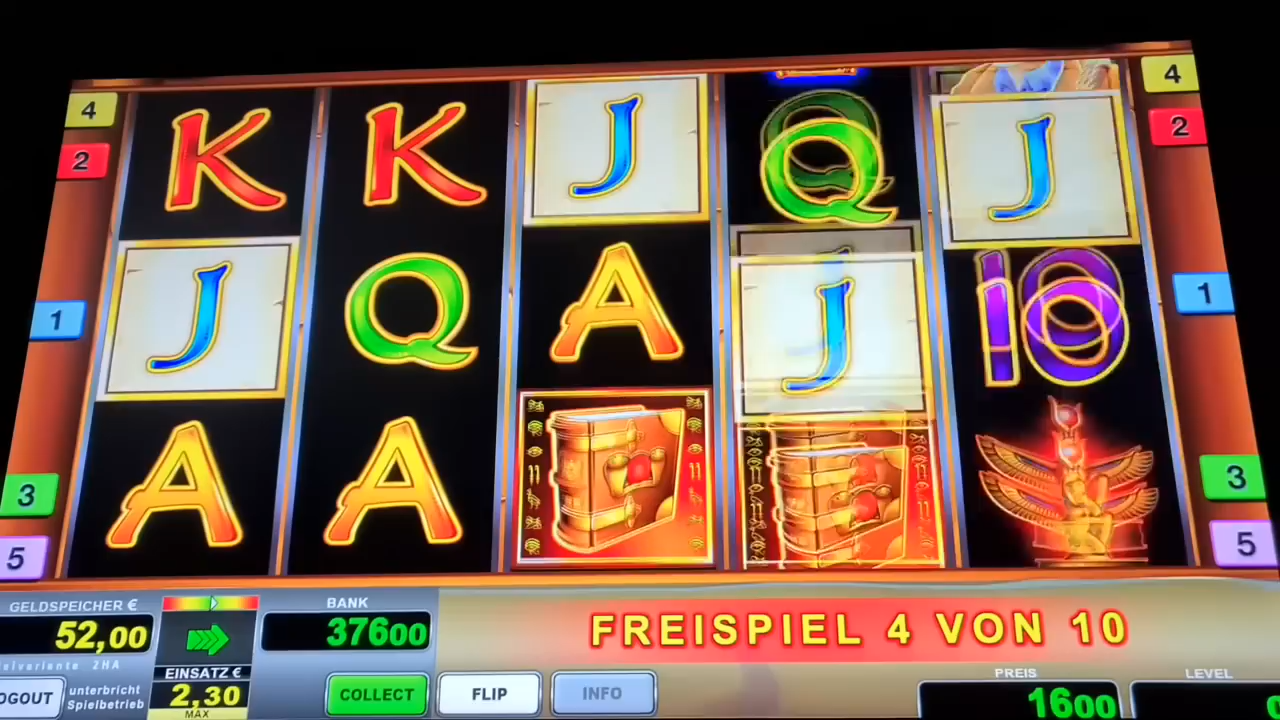 4
4
K
K
J
Q
J
2
2
J
Q
A
J
10
1
1
A
A
3
3
5
5
GELDSPEICHER €
52,00
BANK
37600
FREISPIEL 4 VON 10
EINSATZ €
2,30
MAX
2HA
unterbricht
Spielbetrieb
COLLECT
FLIP
INFO
PREIS
1600
LEVEL